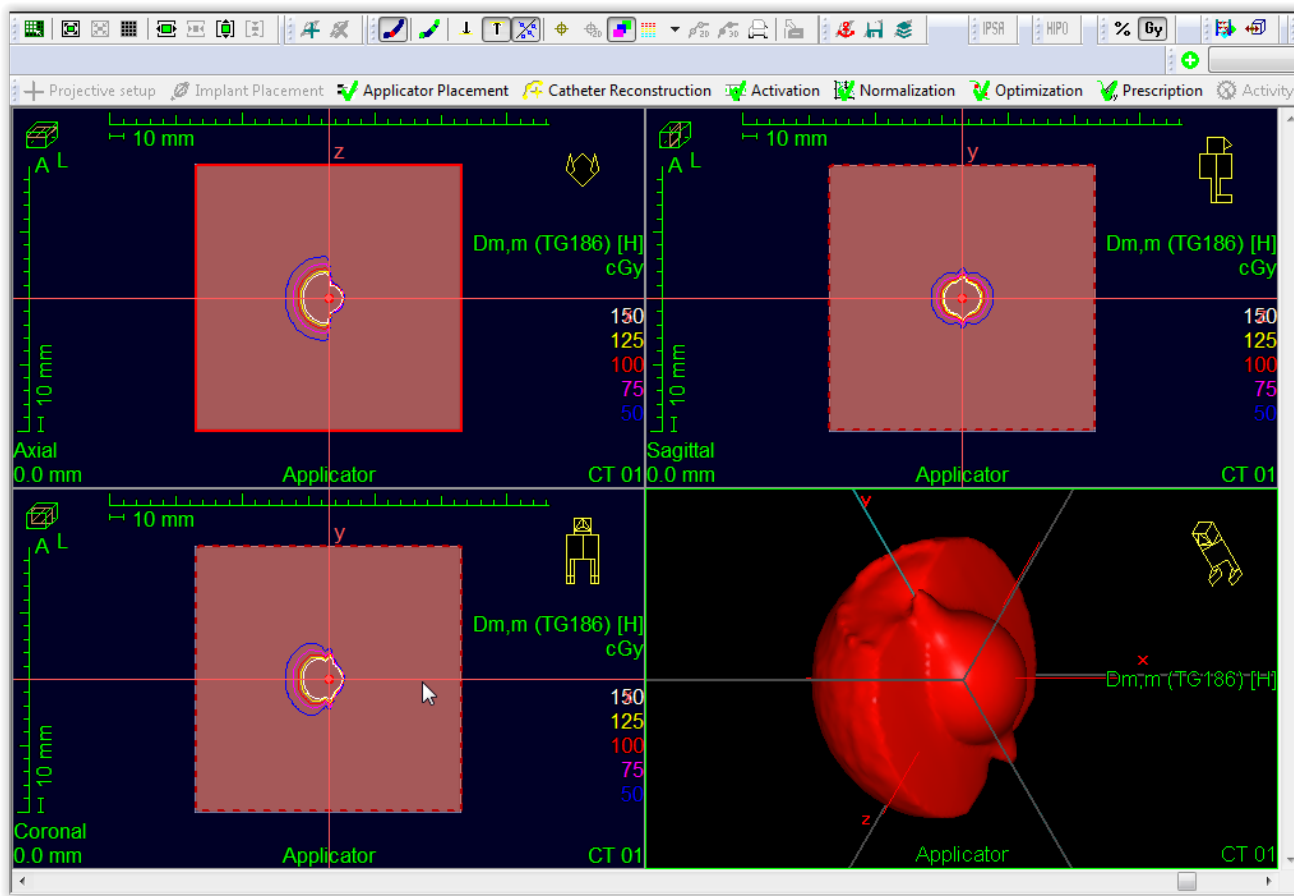 IPSA HIPO % Gy
Projective setup Implant Placement Applicator Placement Catheter Reconstruction Activation Normalization Optimization Prescription Activity
10 mm
A L
z
Dm,m (TG186) [H]
cGy
150
125
100
75
50
10 mm
Axial
0.0 mm
Applicator
CT 01
10 mm
A L
y
Dm,m (TG186) [H]
cGy
150
125
100
75
50
10 mm
Sagittal
0.0 mm
Applicator
CT 01
10 mm
A L
y
Dm,m (TG186) [H]
cGy
150
125
100
75
50
10 mm
Coronal
0.0 mm
Applicator
CT 01
y
x
Dm,m (TG186) [H]
z
Applicator
CT 01